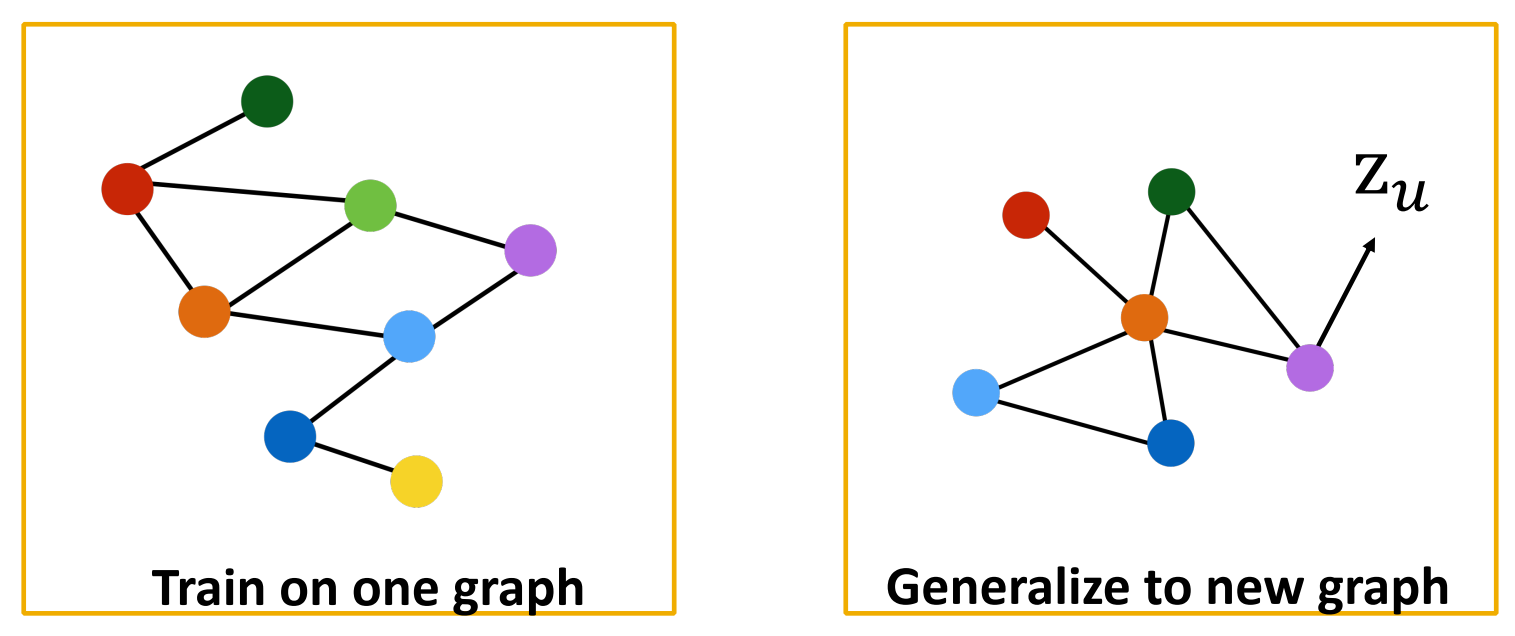 z_u
Train on one graph
Generalize to new graph